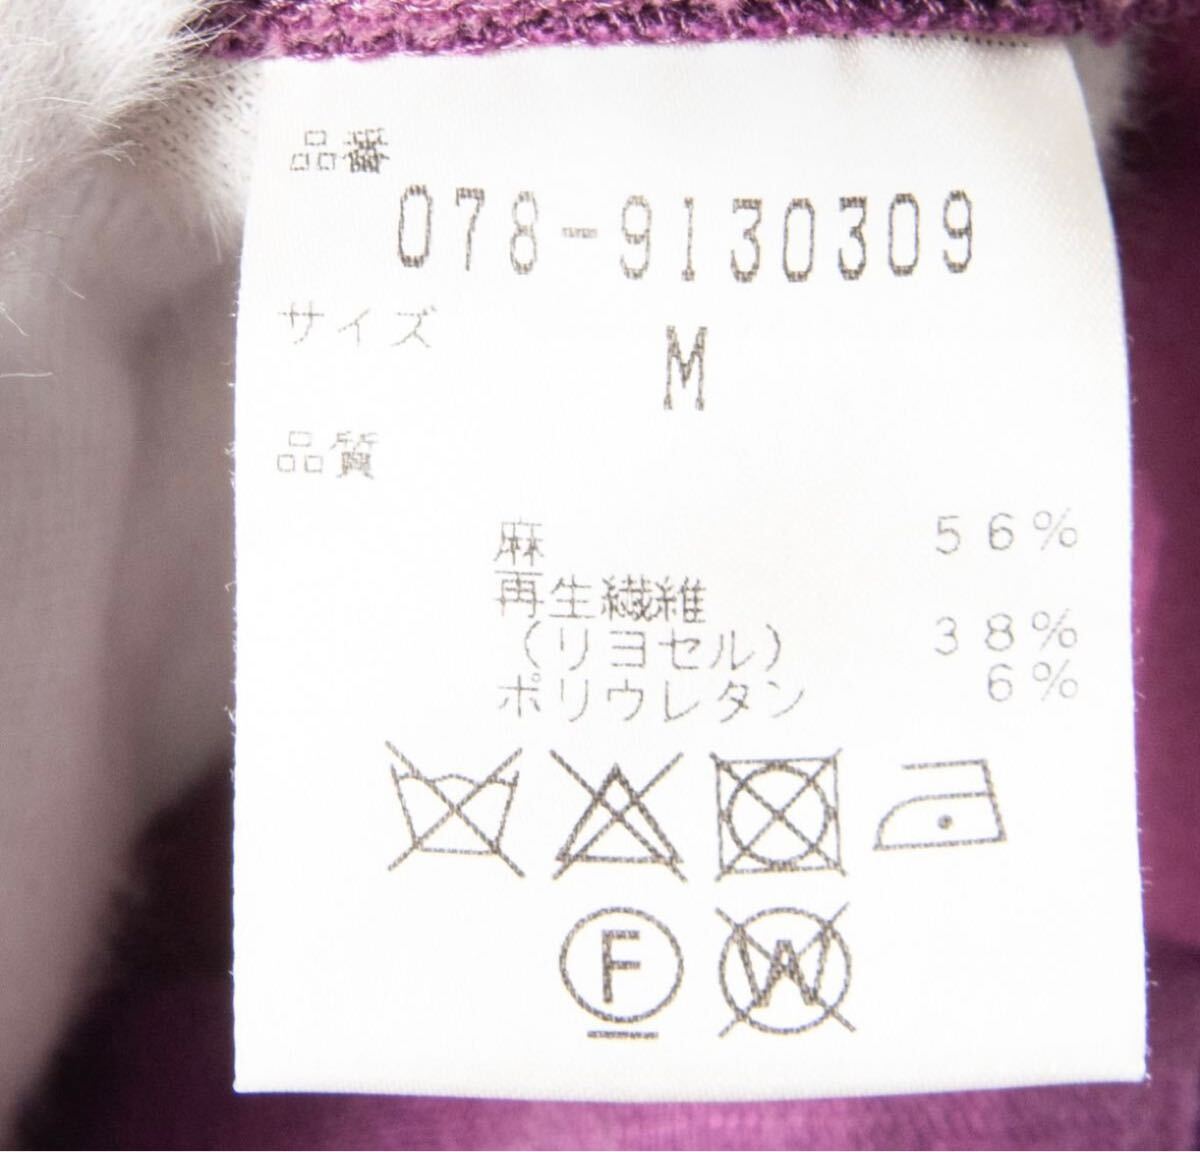 品番
078-9130309
サイズ
M
品質
麻 56%
再生繊維
(リヨセル) 38%
ポリウレタン 6%
F W